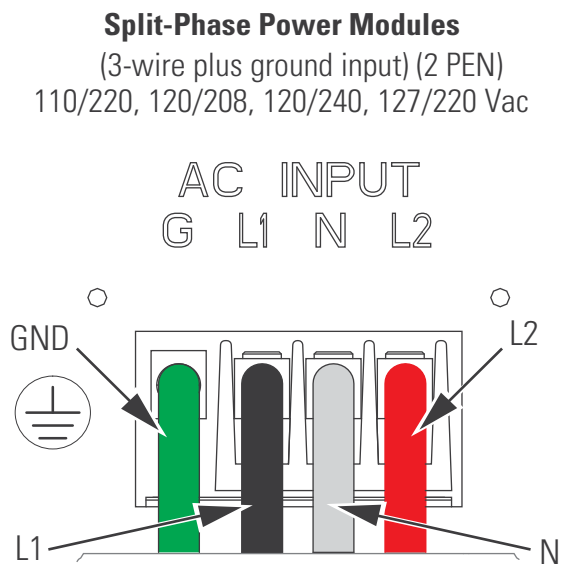 Split-Phase Power Modules
(3-wire plus ground input) (2 PEN)
110/220, 120/208, 120/240, 127/220 Vac
AC INPUT
G L1 N L2
GND
L2
L1
N